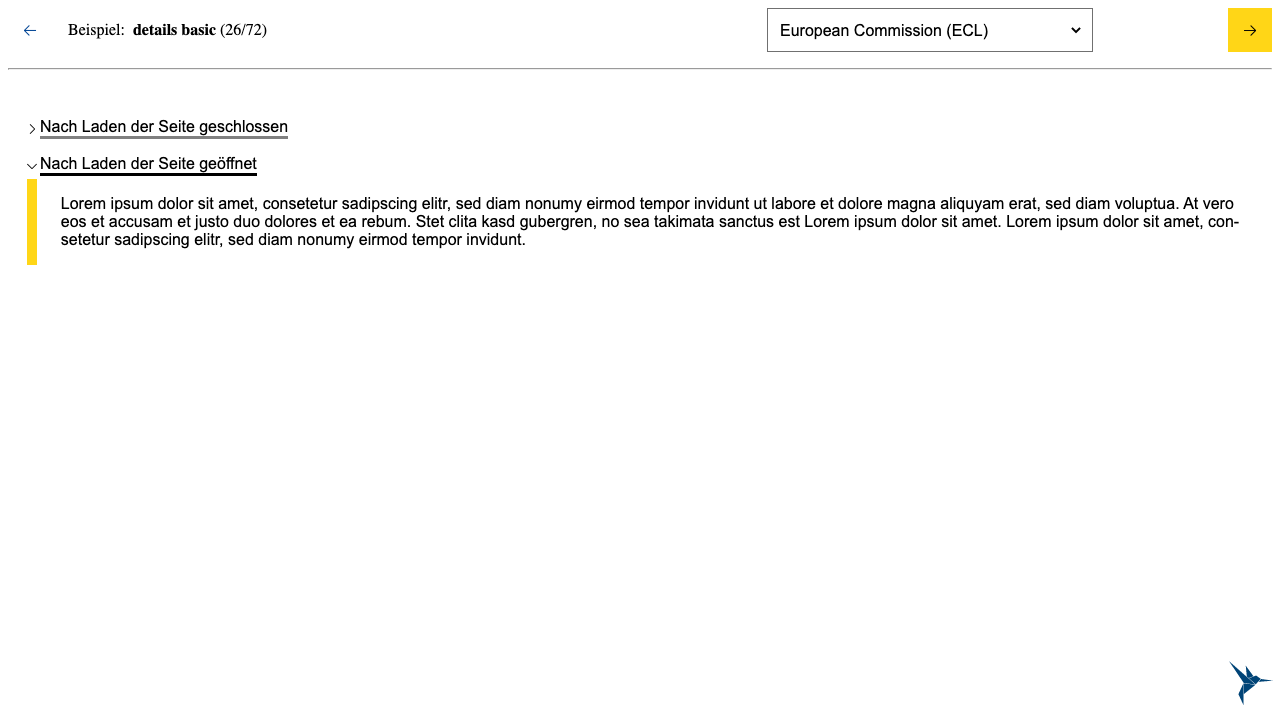 Beispiel: details basic (26/72)
European Commission (ECL)
Nach Laden der Seite geschlossen
Nach Laden der Seite geöffnet
Lorem ipsum dolor sit amet, consetetur sadipscing elitr, sed diam nonumy eirmod tempor invidunt ut labore et dolore magna aliquyam erat, sed diam voluptua. At vero
eos et accusam et justo duo dolores et ea rebum. Stet clita kasd gubergren, no sea takimata sanctus est Lorem ipsum dolor sit amet. Lorem ipsum dolor sit amet, con-
setetur sadipscing elitr, sed diam nonumy eirmod tempor invidunt.